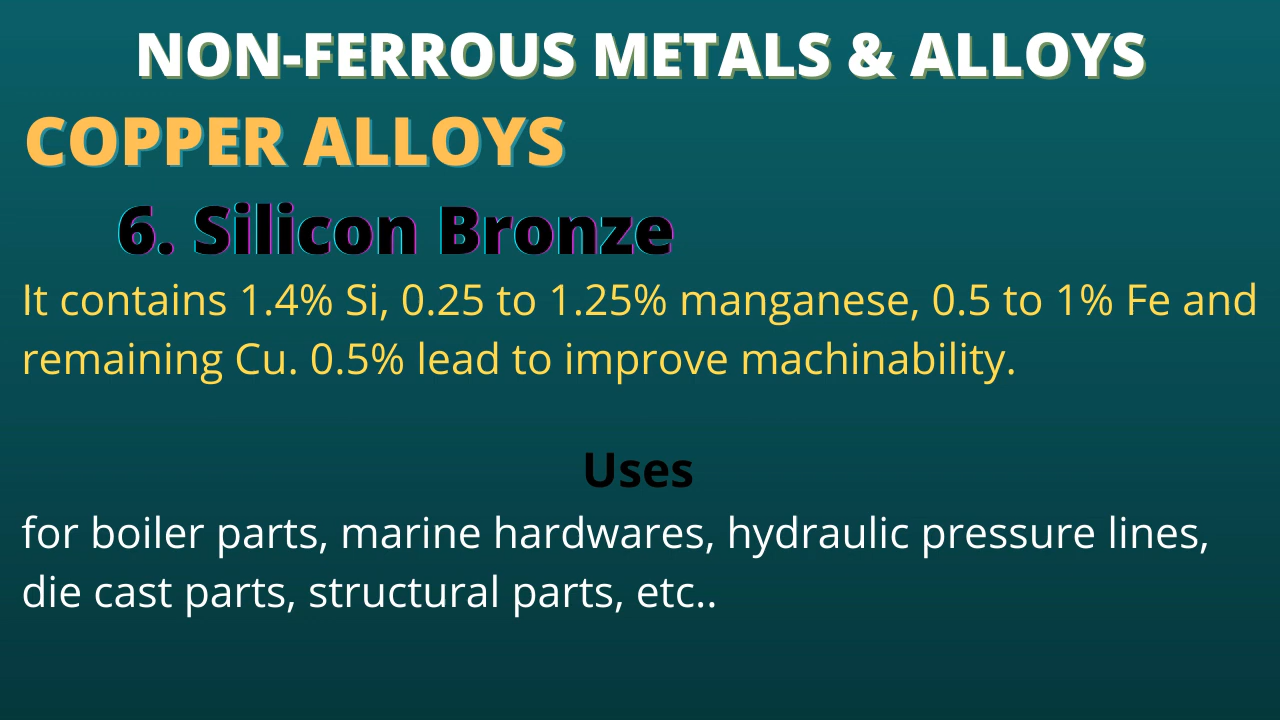 NON-FERROUS METALS & ALLOYS
COPPER ALLOYS
6. Silicon Bronze
It contains 1.4% Si, 0.25 to 1.25% manganese, 0.5 to 1% Fe and
remaining Cu. 0.5% lead to improve machinability.
Uses
for boiler parts, marine hardwares, hydraulic pressure lines,
die cast parts, structural parts, etc..